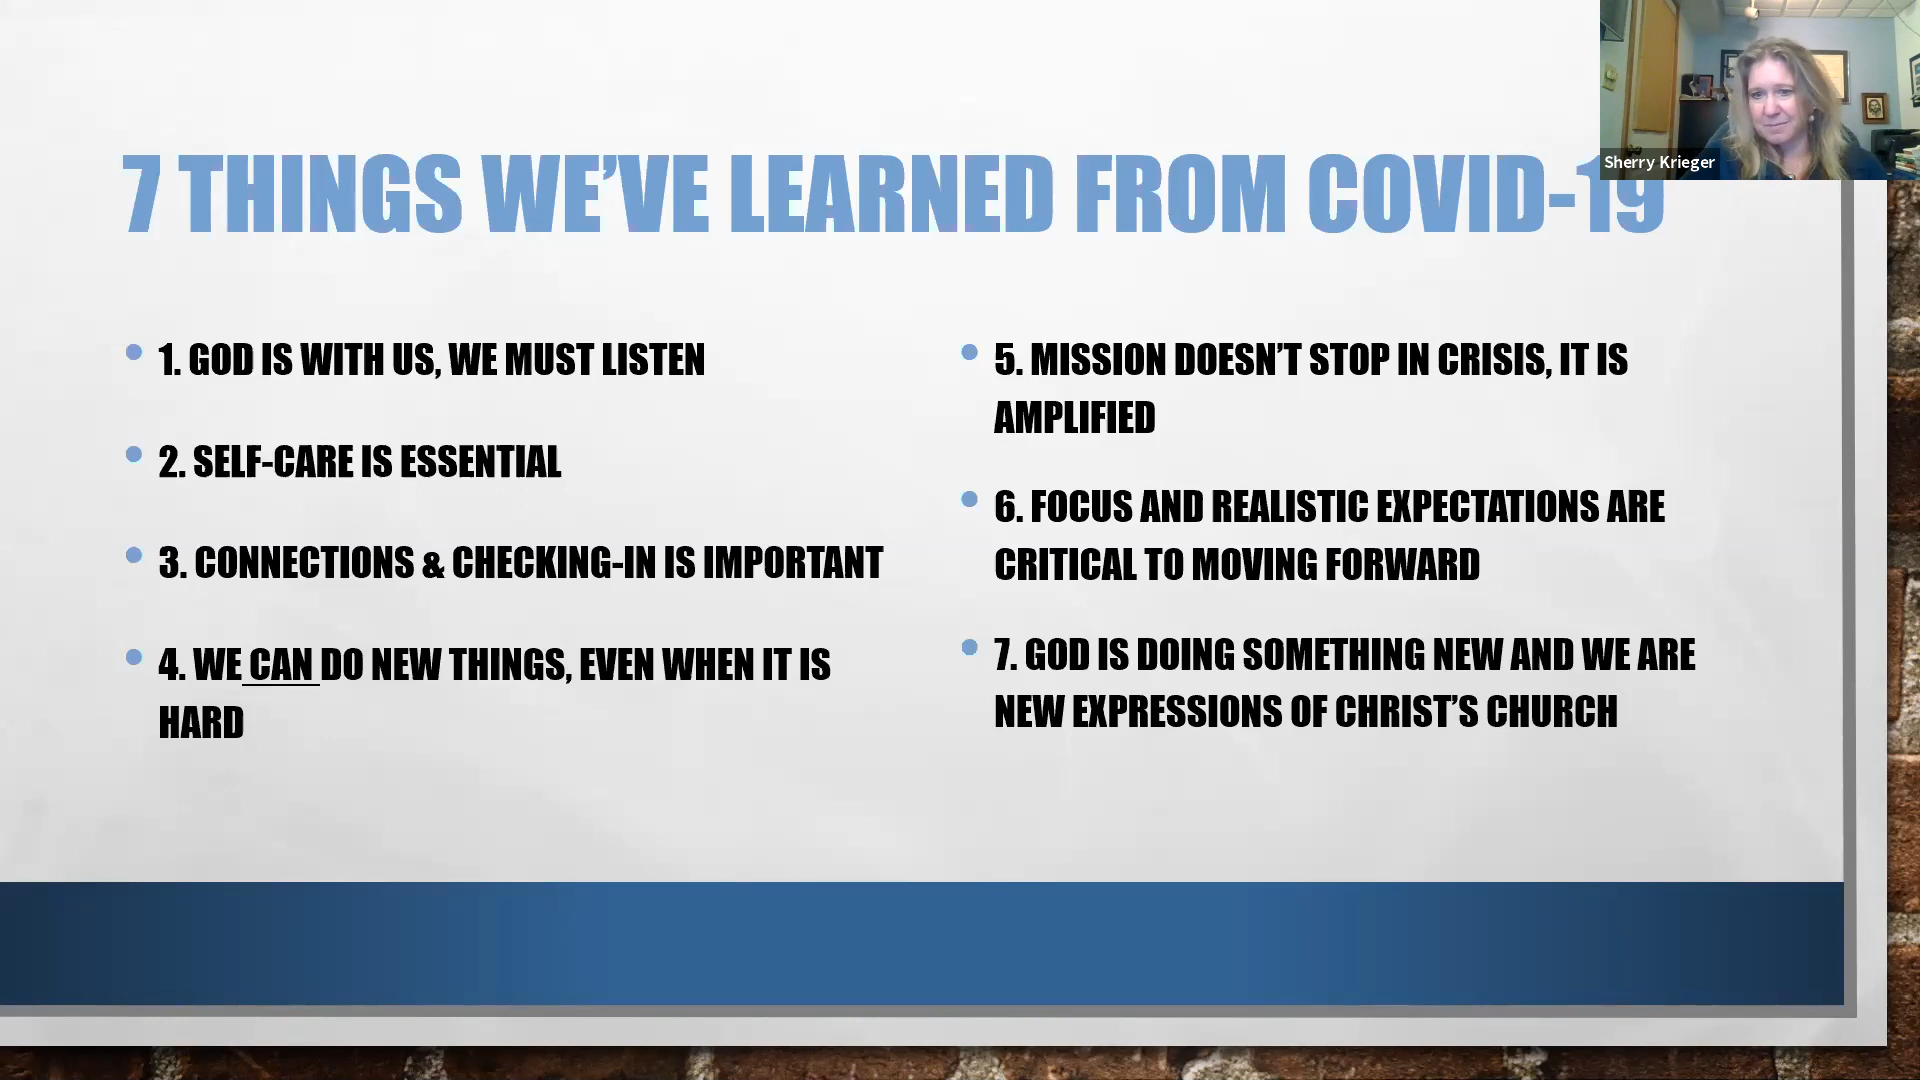 Sherry Krieger
7 THINGS WE’VE LEARNED FROM COVID-19
• 1. GOD IS WITH US, WE MUST LISTEN
• 2. SELF-CARE IS ESSENTIAL
• 3. CONNECTIONS & CHECKING-IN IS IMPORTANT
• 4. WE CAN DO NEW THINGS, EVEN WHEN IT IS
HARD
• 5. MISSION DOESN’T STOP IN CRISIS, IT IS
AMPLIFIED
• 6. FOCUS AND REALISTIC EXPECTATIONS ARE
CRITICAL TO MOVING FORWARD
• 7. GOD IS DOING SOMETHING NEW AND WE ARE
NEW EXPRESSIONS OF CHRIST’S CHURCH